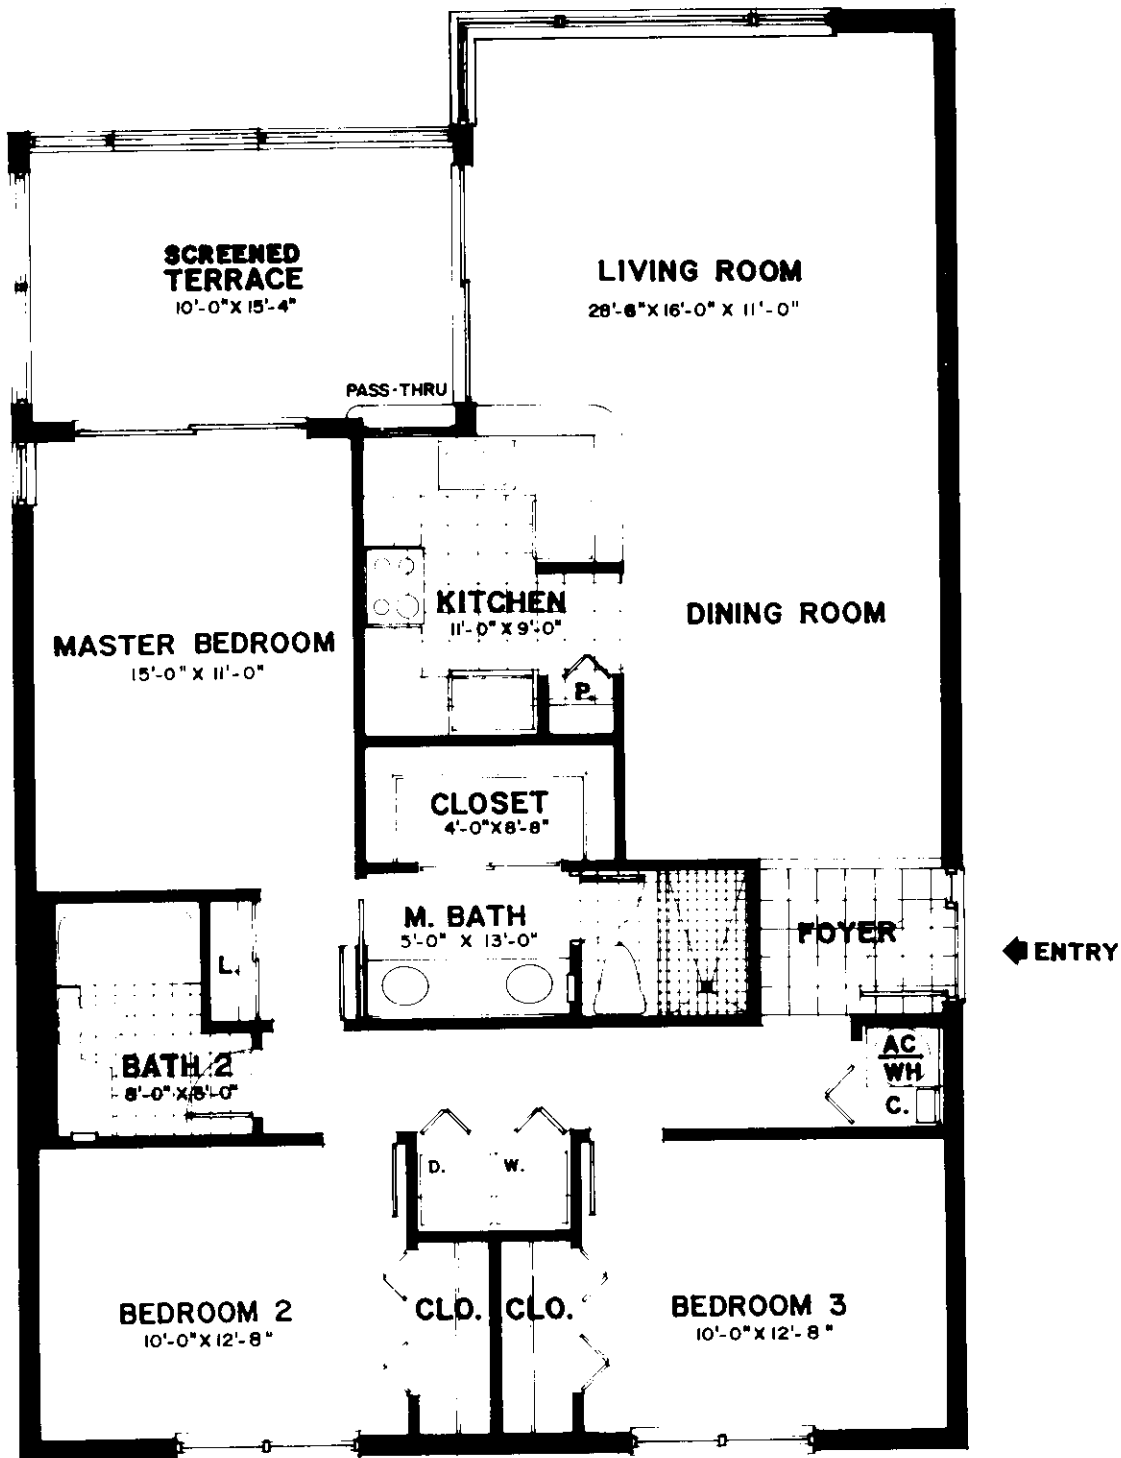 SCREENED
TERRACE
10'-0" X 15'-4"
LIVING ROOM
28'-6" X 16'-0" X 11'-0"
PASS-THRU
KITCHEN
11'-0" X 9'-0"
DINING ROOM
MASTER BEDROOM
15'-0" X 11'-0"
P.
CLOSET
4'-0" X 8'-8"
M. BATH
5'-0" X 13'-0"
FOYER
ENTRY
L.
BATH 2
8'-0" X 5'-0"
AC
WH
C.
D.
W.
BEDROOM 2
10'-0" X 12'-8"
CLO.
CLO.
BEDROOM 3
10'-0" X 12'-8"